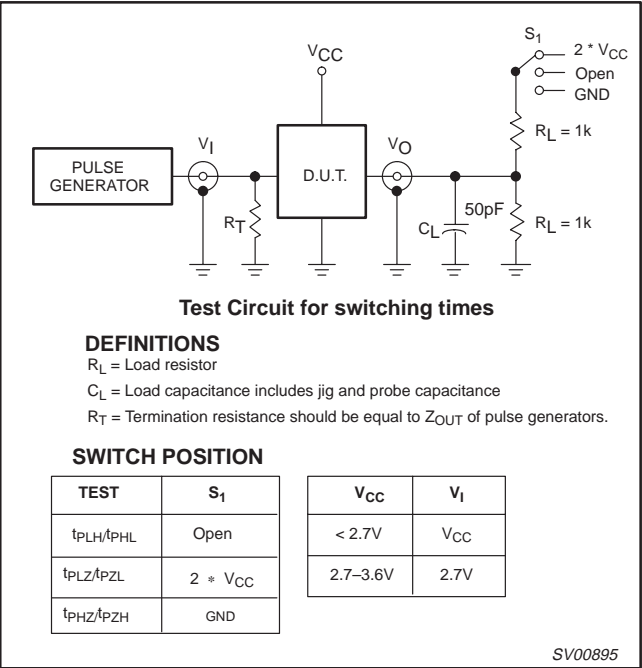 S1
2 * VCC
Open
GND
VCC
RL = 1k
VI
VO
PULSE
GENERATOR
D.U.T.
RT
50pF
CL
RL = 1k
Test Circuit for switching times
DEFINITIONS
RL = Load resistor
CL = Load capacitance includes jig and probe capacitance
RT = Termination resistance should be equal to ZOUT of pulse generators.
SWITCH POSITION
TEST S1
tPLH/tPHL Open
tPLZ/tPZL 2 * VCC
tPHZ/tPZH GND
VCC VI
< 2.7V VCC
2.7–3.6V 2.7V
SV00895